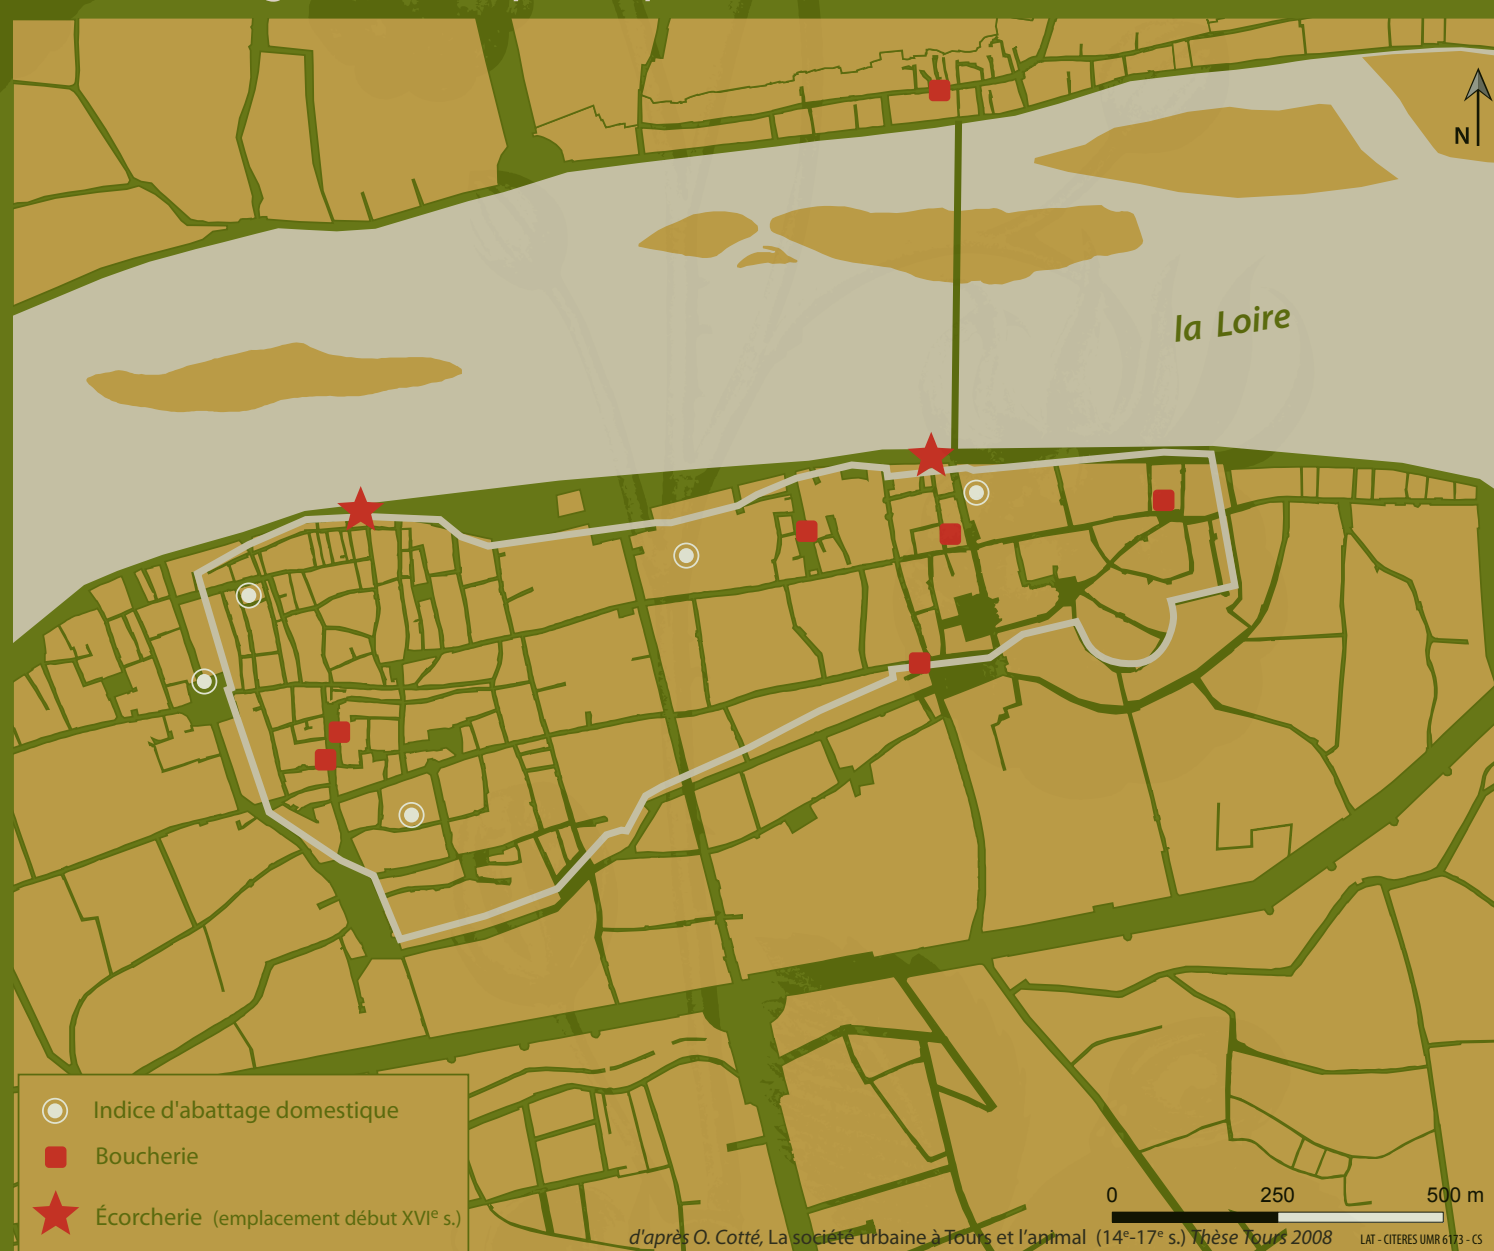 N
la Loire
Indice d'abattage domestique
Boucherie
Écorcherie (emplacement début XVIe s.)
0 250 500 m
d'après O. Cotté, La société urbaine à Tours et l'animal (14e-17e s.) Thèse Tours 2008 LAT - CITERES UMR 6173 - CS